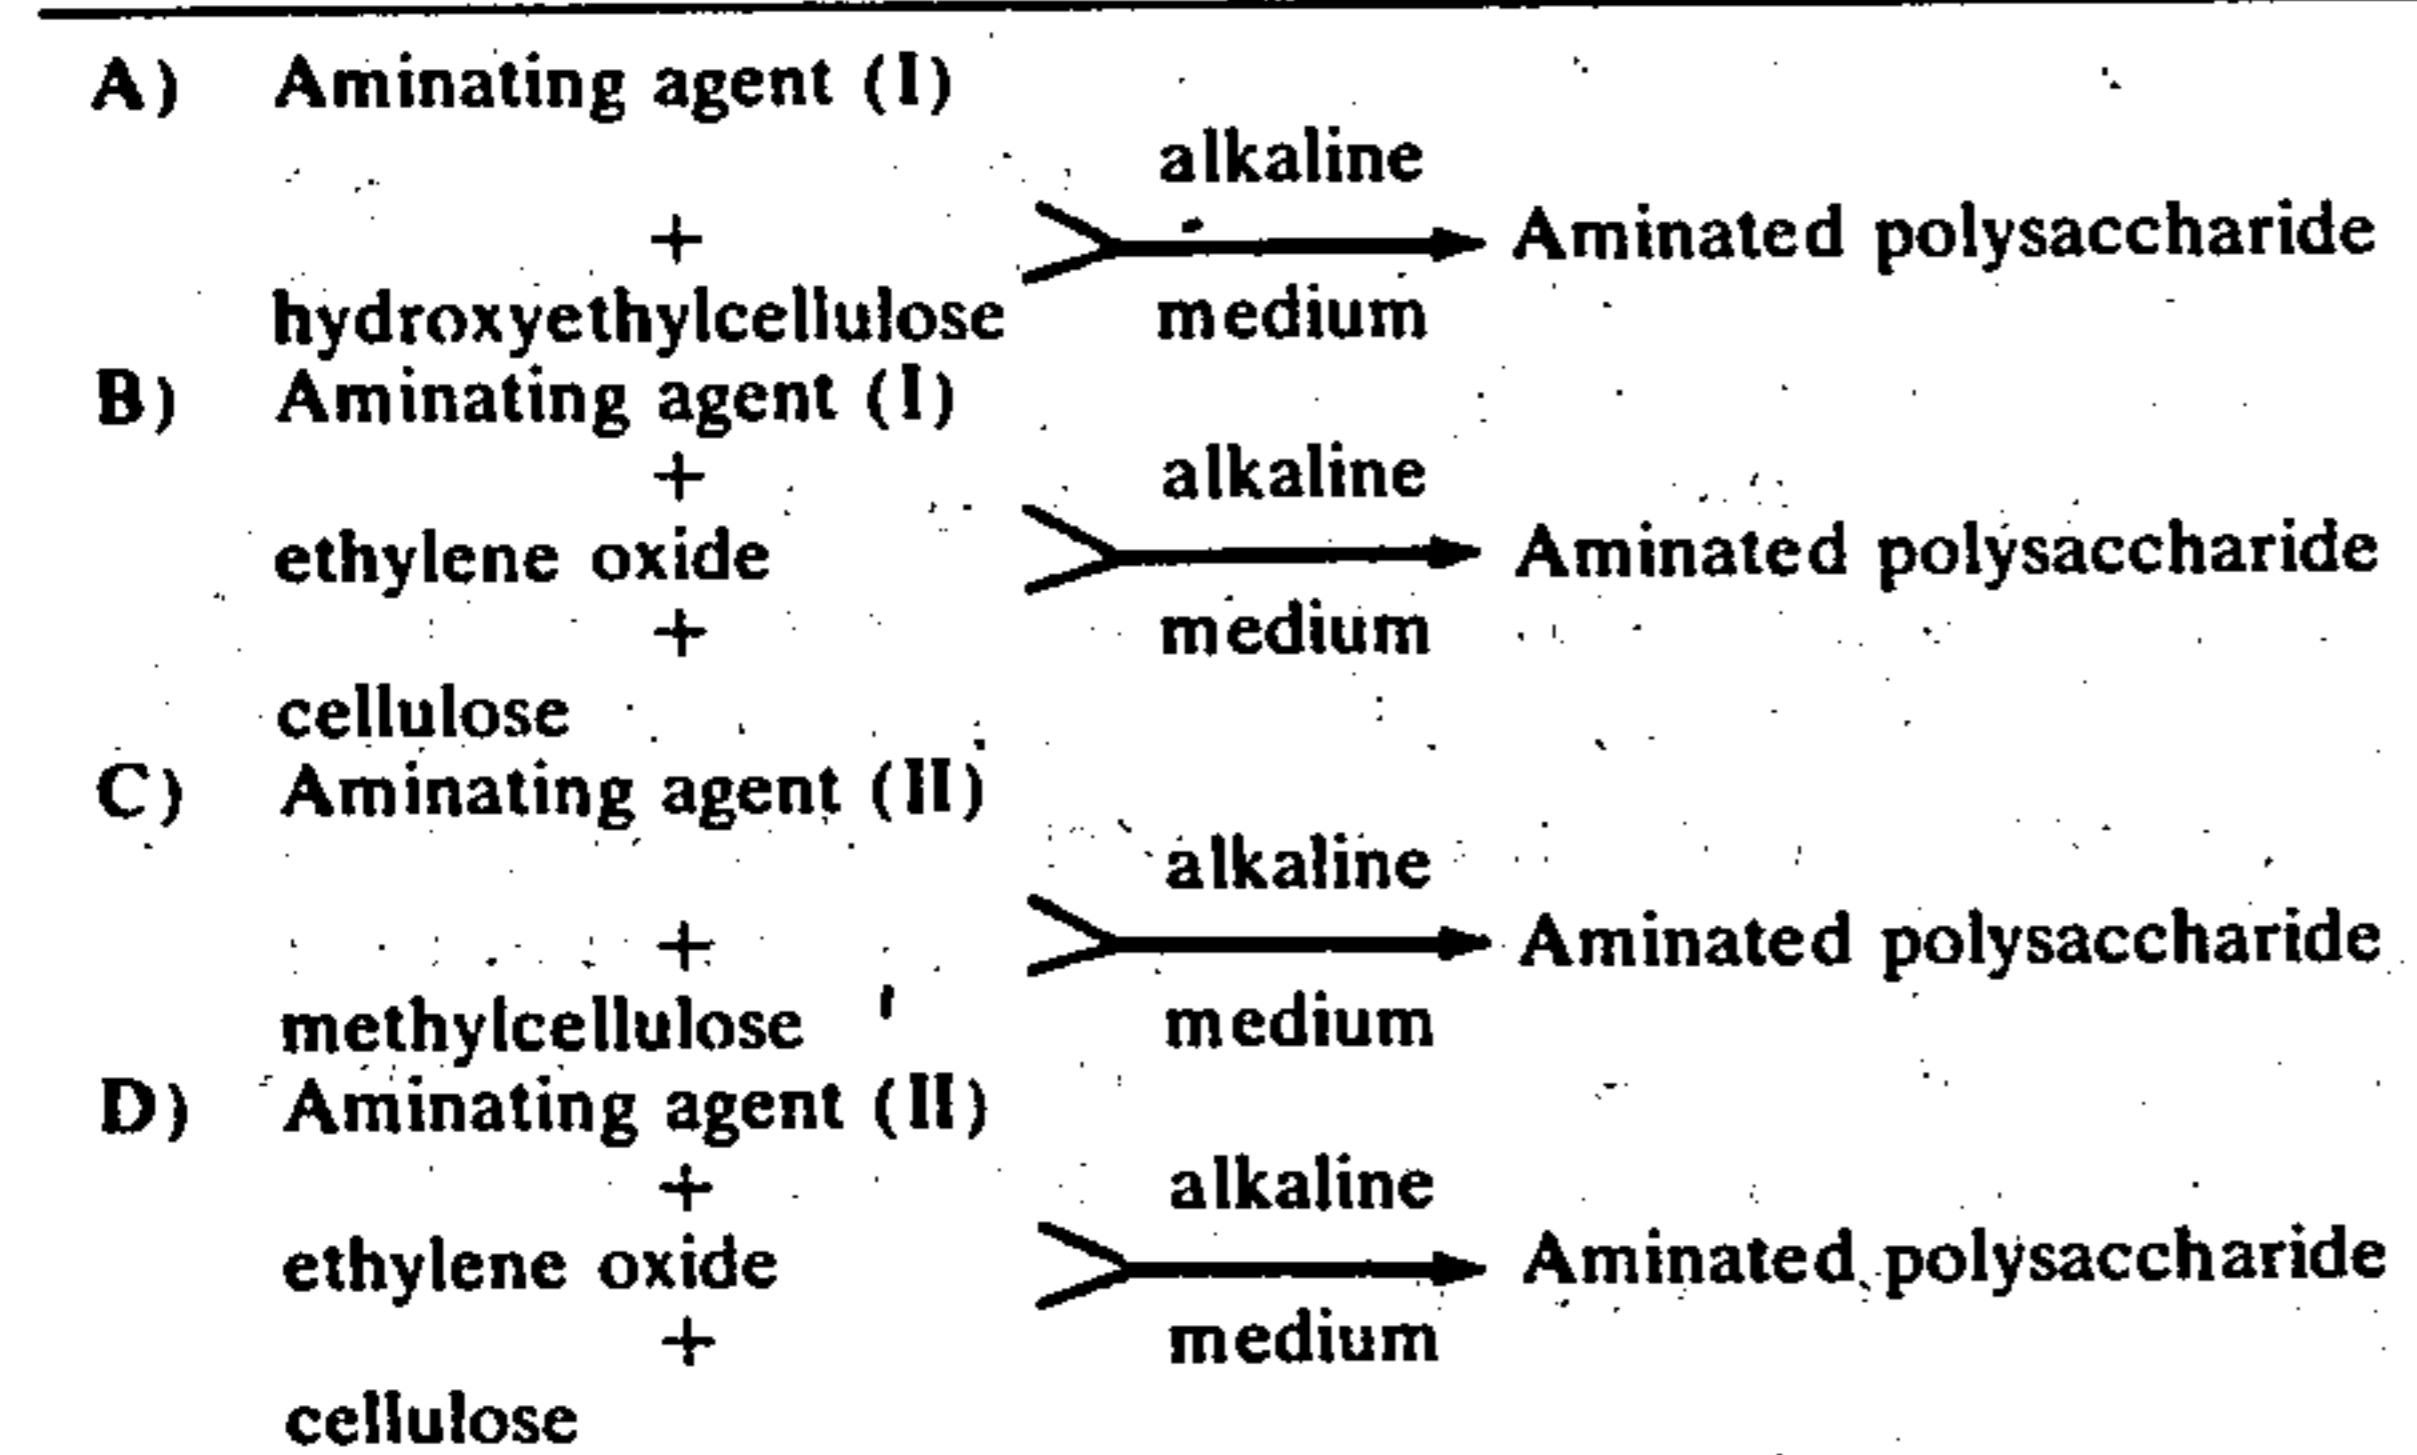 A) Aminating agent (I)
alkaline
+ Aminated polysaccharide
hydroxyethylcellulose medium
B) Aminating agent (I)
+ alkaline
ethylene oxide Aminated polysaccharide
+ medium
cellulose
C) Aminating agent (II)
alkaline
+ Aminated polysaccharide
methylcellulose medium
D) Aminating agent (II)
+ alkaline
ethylene oxide Aminated polysaccharide
+ medium
cellulose